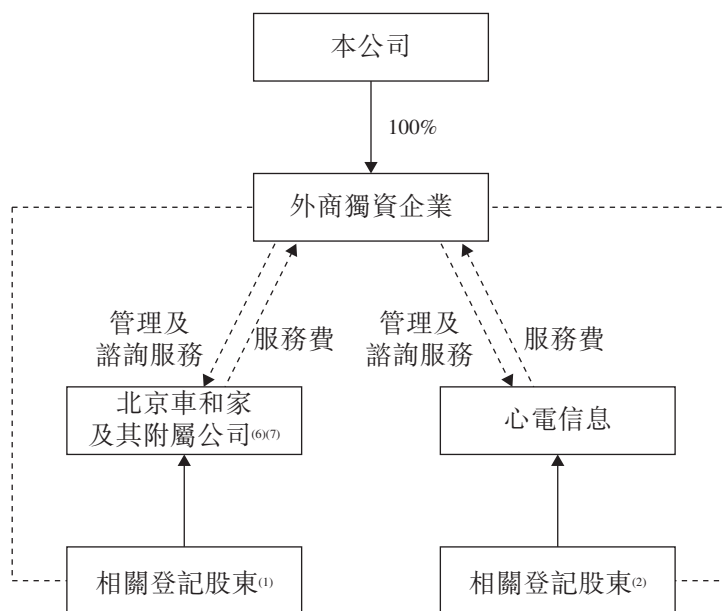 本公司
100%
外商獨資企業
管理及
諮詢服務
服務費
管理及
諮詢服務
服務費
北京車和家
及其附屬公司(6)(7)
心電信息
相關登記股東(1)
相關登記股東(2)